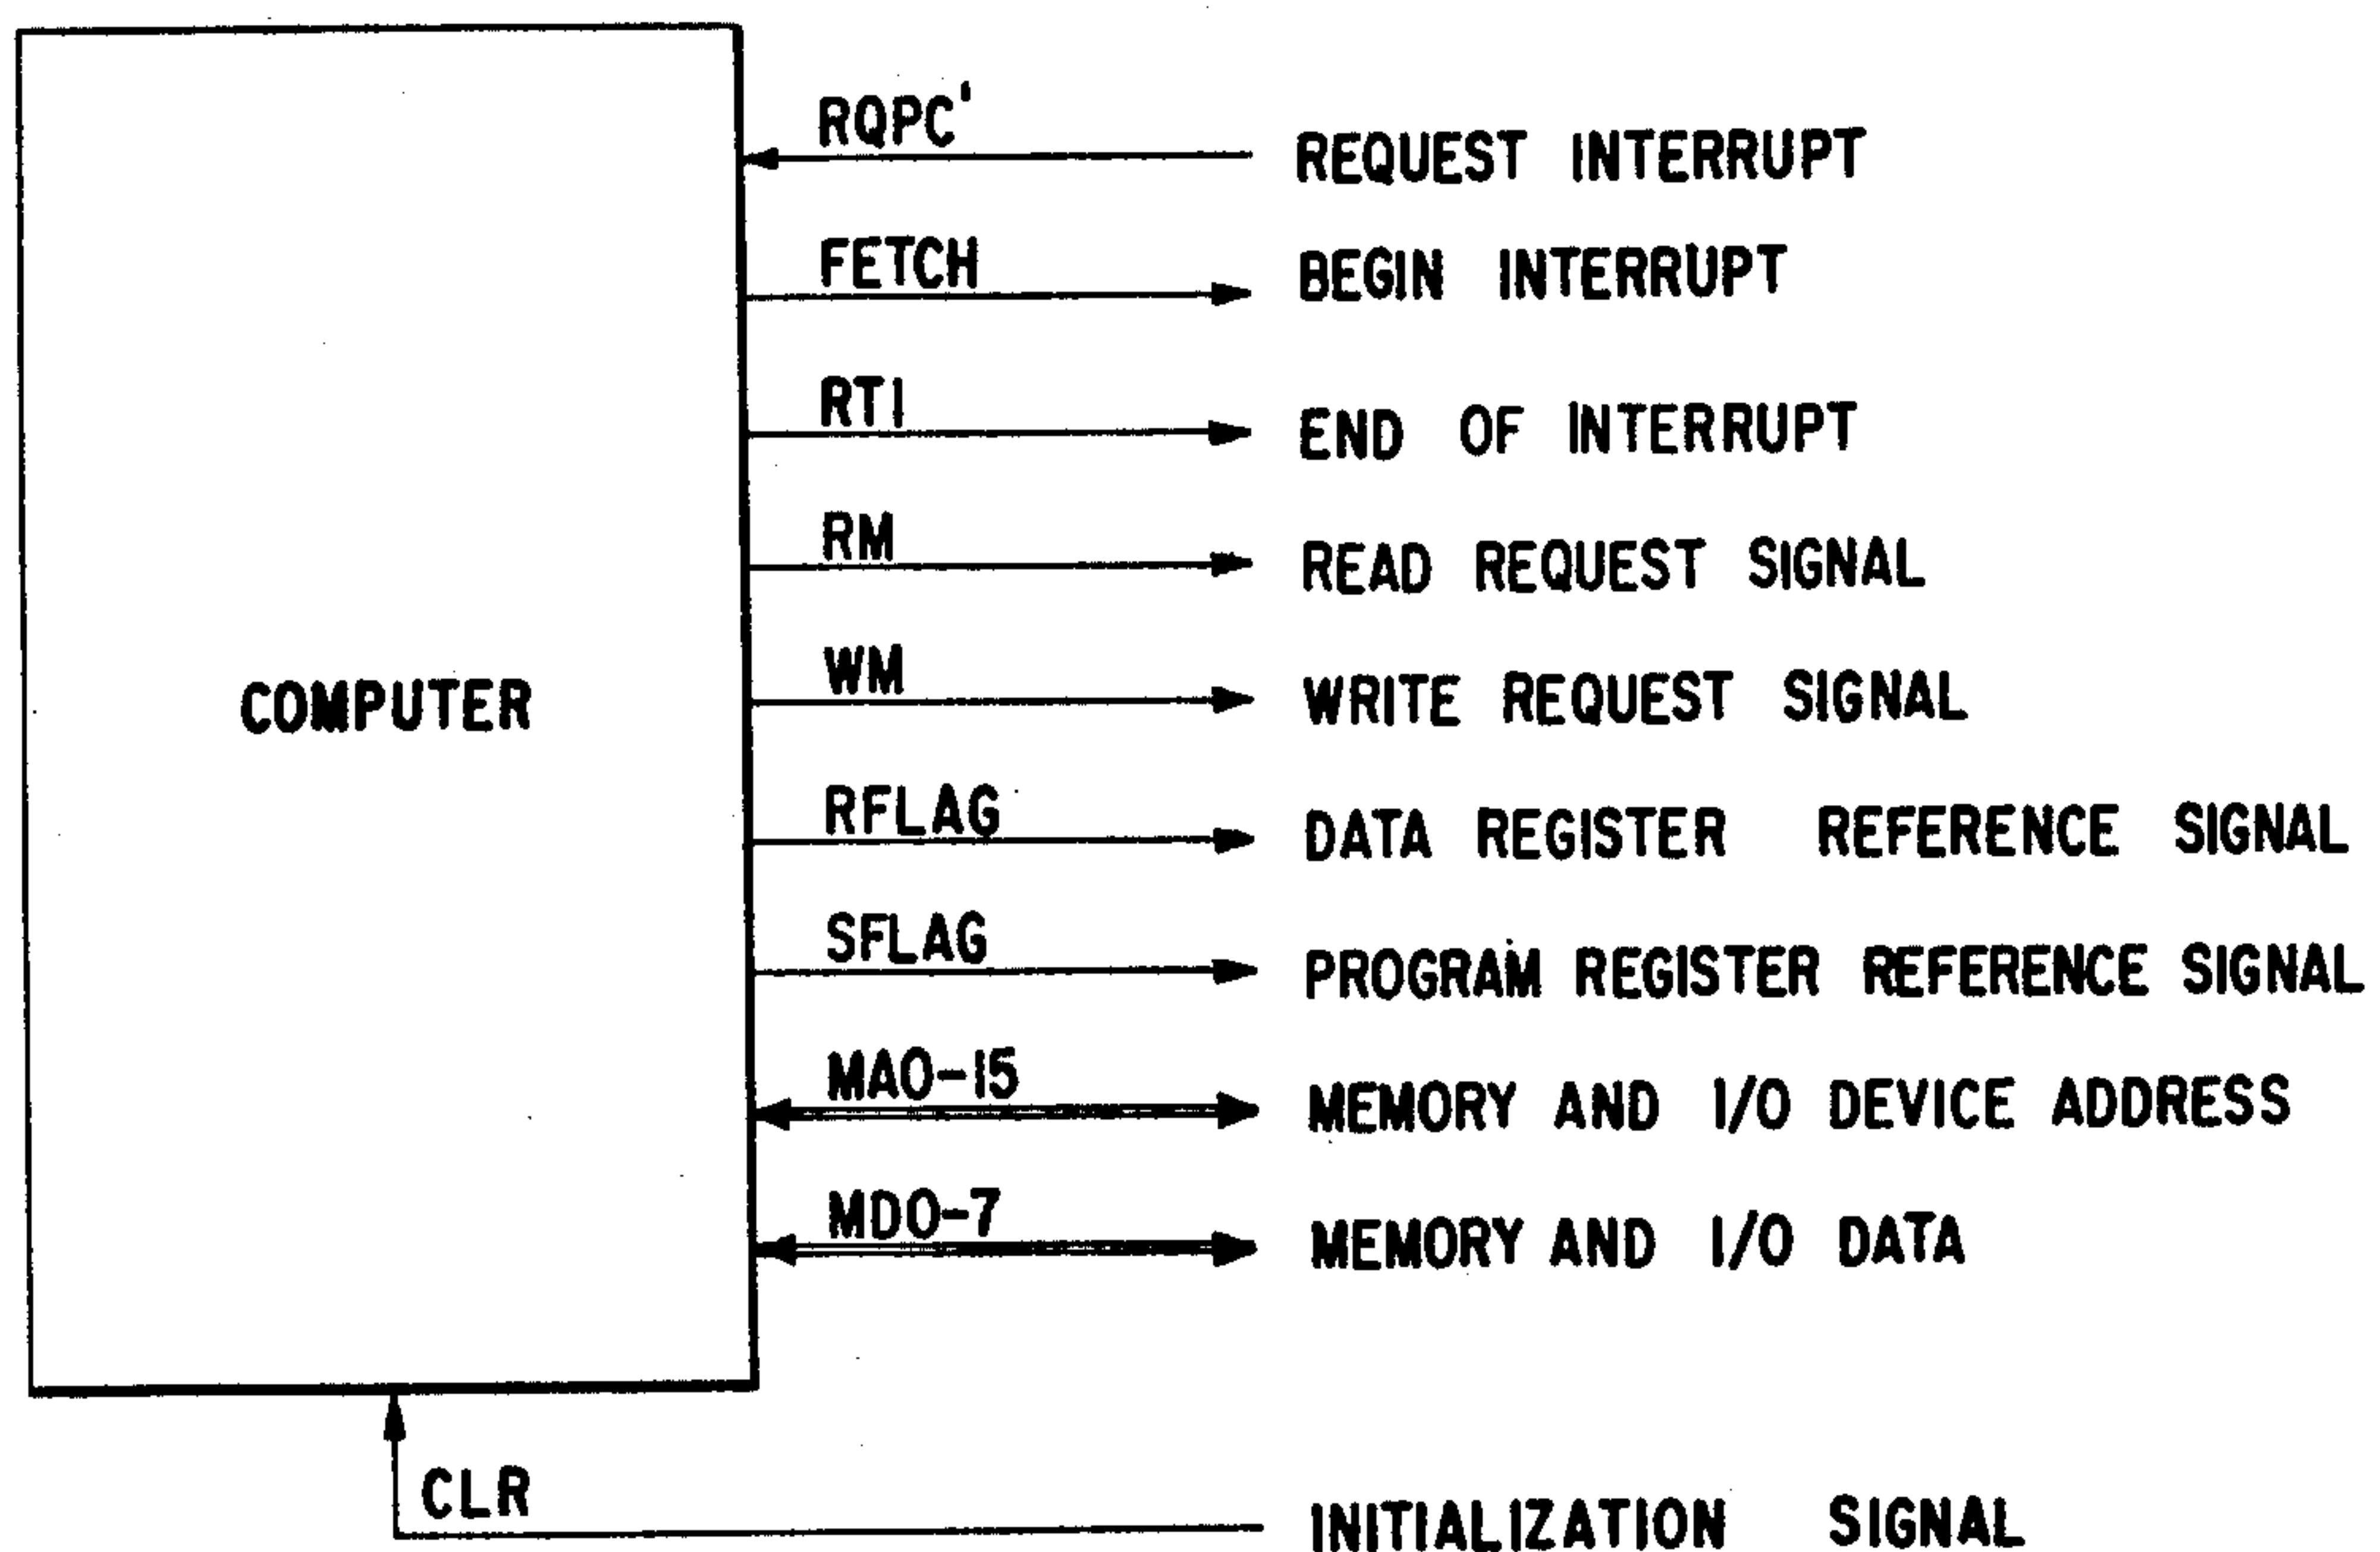 RQPC'
REQUEST INTERRUPT
FETCH
BEGIN INTERRUPT
RTI
END OF INTERRUPT
RM
READ REQUEST SIGNAL
COMPUTER
WM
WRITE REQUEST SIGNAL
RFLAG
DATA REGISTER REFERENCE SIGNAL
SFLAG
PROGRAM REGISTER REFERENCE SIGNAL
MA0-15
MEMORY AND I/O DEVICE ADDRESS
MD0-7
MEMORY AND I/O DATA
CLR
INITIALIZATION SIGNAL